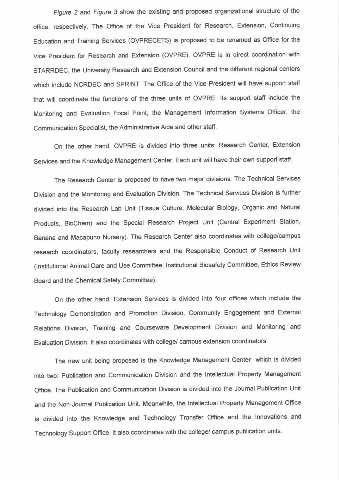 Figure 2 and Figure 3 show the existing and proposed organizational structure of the
office, respectively. The Office of the Vice President for Research, Extension, Continuing
Education and Training Services (OVPRECETS) is proposed to be renamed as Office for the
Vice President for Research and Extension (OVPRE). OVPRE is in direct coordination with
STARRDEC, the University Research and Extension Council and the different regional centers
which include NORDEC and SPRINT. The Office of the Vice President will have support staff
that will coordinate the functions of the three units of OVPRE. Its support staff include the
Monitoring and Evaluation Focal Point, the Management Information Systems Officer, the
Communication Specialist, the Administrative Aide and other staff.
On the other hand, OVPRE is divided into three units: Research Center, Extension
Services and the Knowledge Management Center. Each unit will have their own support staff.
The Research Center is proposed to have two major divisions: The Technical Services
Division and the Monitoring and Evaluation Division. The Technical Services Division is further
divided into the Research Lab Unit (Tissue Culture, Molecular Biology, Organic and Natural
Products, BioChem) and the Special Research Project Unit (Central Experiment Station,
Banana and Macapuno Nursery). The Research Center also coordinates with college/campus
research coordinators, faculty researchers and the Responsible Conduct of Research Unit
(Institutional Animal Care and Use Committee, Institutional Biosafety Committee, Ethics Review
Board and the Chemical Safety Committee).
On the other hand, Extension Services is divided into four offices which include the
Technology Demonstration and Promotion Division, Community Engagement and External
Relations Division, Training and Courseware Development Division and Monitoring and
Evaluation Division. It also coordinates with college/ campus extension coordinators.
The new unit being proposed is the Knowledge Management Center which is divided
into two: Publication and Communication Division and the Intellectual Property Management
Office. The Publication and Communication Division is divided into the Journal Publication Unit
and the Non Journal Publication Unit. Meanwhile, the Intellectual Property Management Office
is divided into the Knowledge and Technology Transfer Office and the Innovations and
Technology Support Office. It also coordinates with the college/ campus publication units.